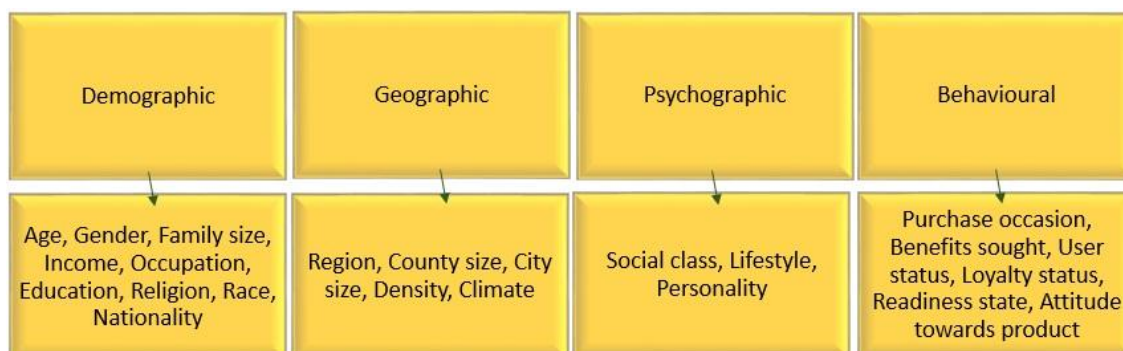 Demographic
Geographic
Psychographic
Behavioural
Age, Gender, Family size,
Income, Occupation,
Education, Religion, Race,
Nationality
Region, County size, City
size, Density, Climate
Social class, Lifestyle,
Personality
Purchase occasion,
Benefits sought, User
status, Loyalty status,
Readiness state, Attitude
towards product